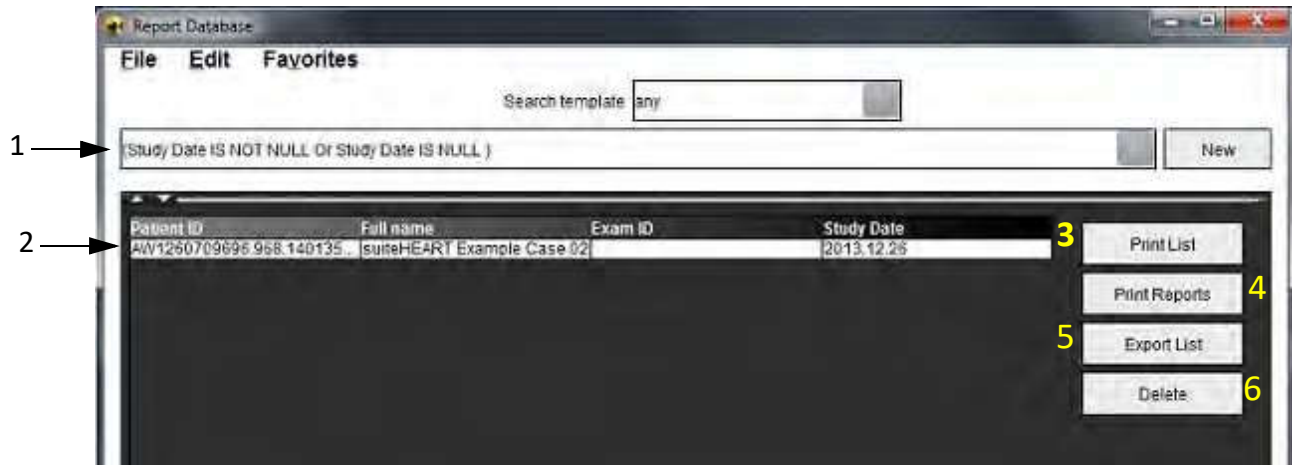 Report Database
File Edit Favorites
Search template any
1 (Study Date IS NOT NULL Or Study Date IS NULL ) New
Patient ID Full name Exam ID Study Date
2 AW1260709696.968.140135... suiteHEART Example Case 02 2013.12.26
3 Print List
Print Reports 4
5 Export List
Delete 6